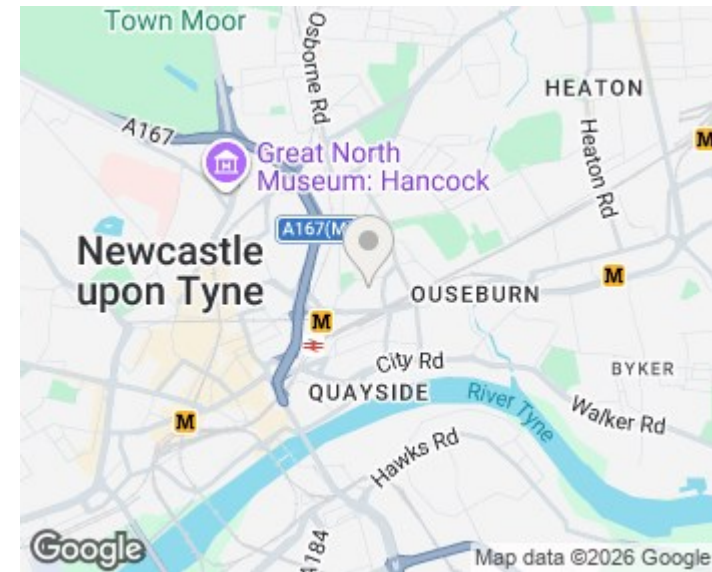 Town Moor
Osborne Rd
HEATON
A167
Heaton Rd
M
Great North
Museum: Hancock
A167(M)
Newcastle
upon Tyne
M
OUSEBURN
M
City Rd
BYKER
QUAYSIDE
River Tyne
Walker Rd
M
Hawks Rd
A184
Google
Map data ©2026 Google